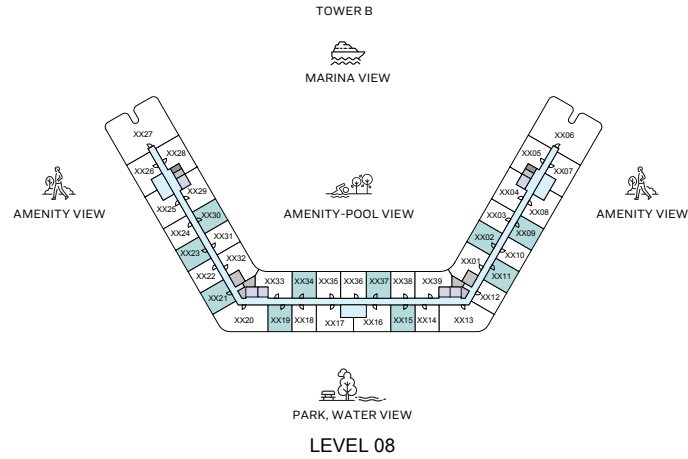 TOWER B
MARINA VIEW
XX27
XX06
XX28
XX05
XX26
XX07
XX29
XX04
XX25
XX30
XX03
XX08
AMENITY VIEW
AMENITY-POOL VIEW
AMENITY VIEW
XX24
XX31
XX02
XX09
XX23
XX32
XX01
XX10
XX22
XX33
XX34
XX35
XX36
XX37
XX38
XX39
XX11
XX21
XX12
XX20
XX19
XX18
XX17
XX16
XX15
XX14
XX13
PARK, WATER VIEW
LEVEL 08